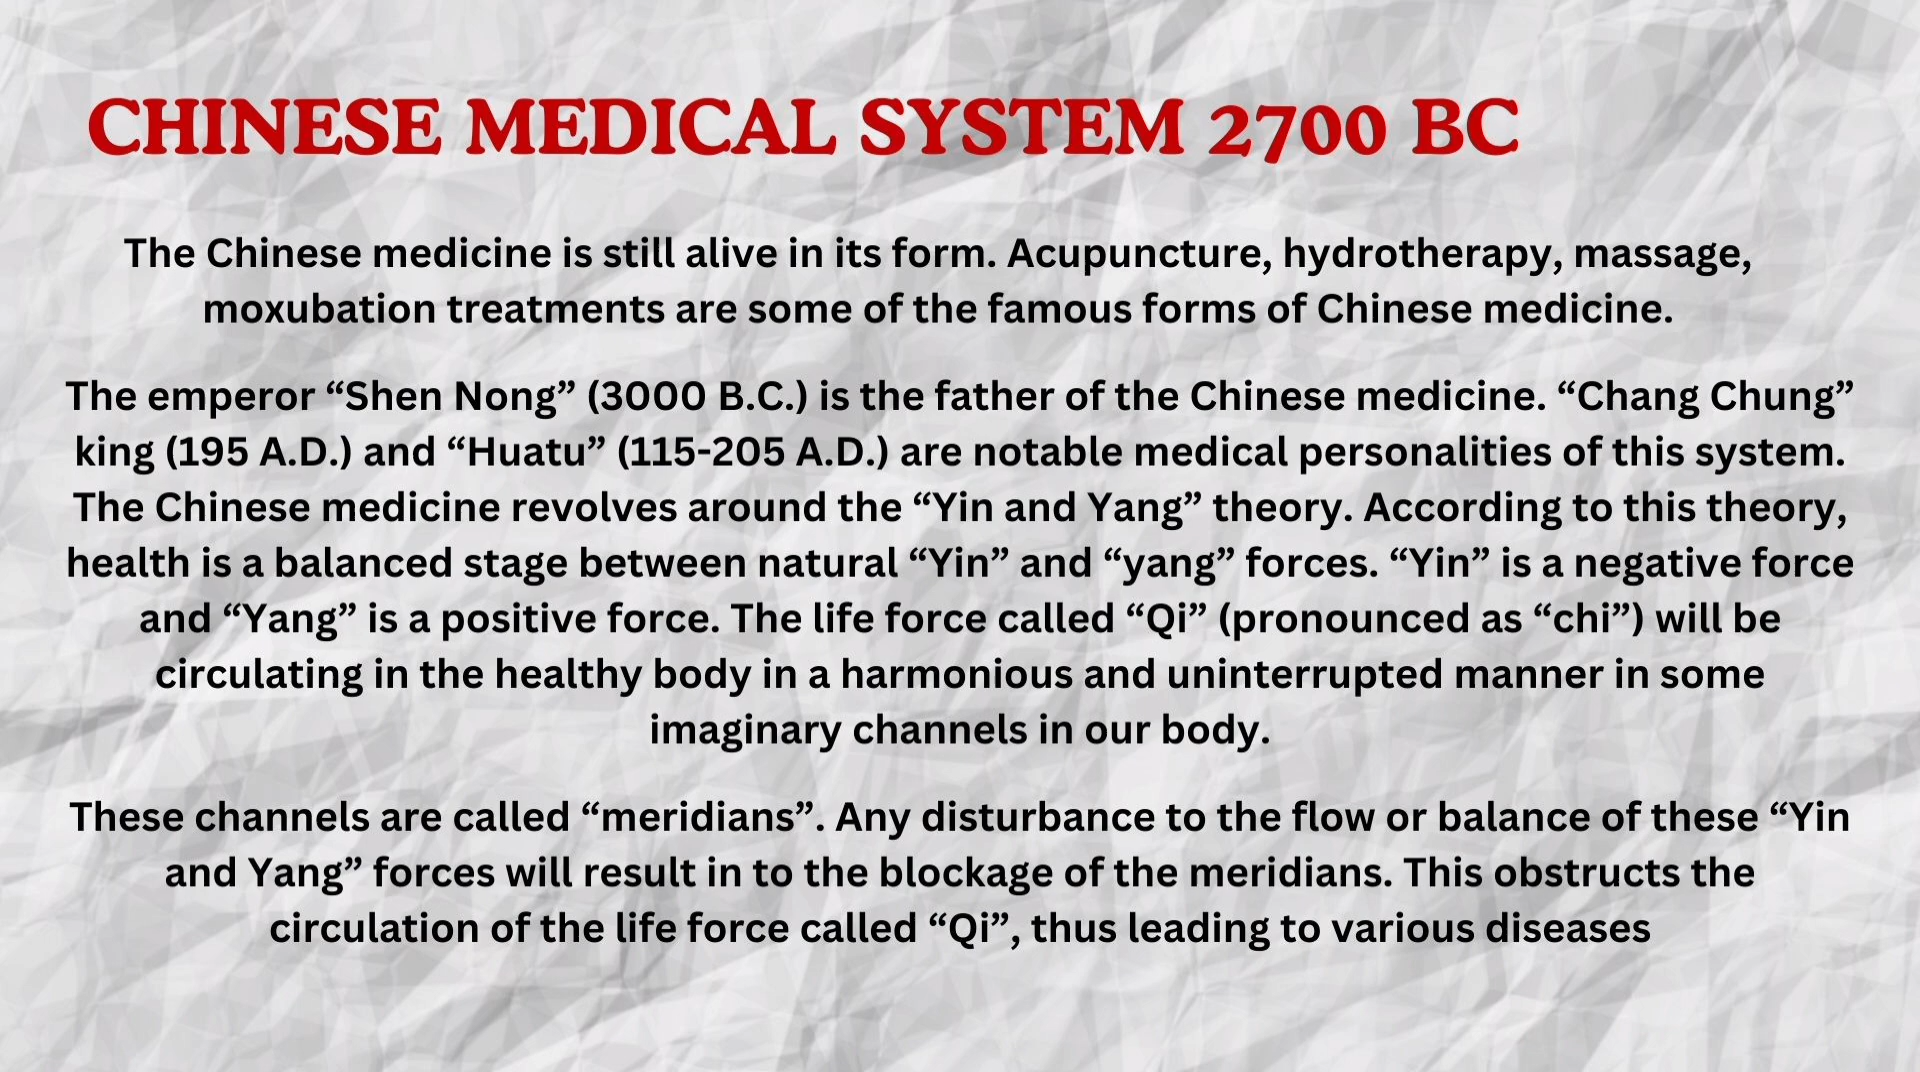 CHINESE MEDICAL SYSTEM 2700 BC
The Chinese medicine is still alive in its form. Acupuncture, hydrotherapy, massage,
moxubation treatments are some of the famous forms of Chinese medicine.
The emperor “Shen Nong” (3000 B.C.) is the father of the Chinese medicine. “Chang Chung”
king (195 A.D.) and “Huatu” (115-205 A.D.) are notable medical personalities of this system.
The Chinese medicine revolves around the “Yin and Yang” theory. According to this theory,
health is a balanced stage between natural “Yin” and “yang” forces. “Yin” is a negative force
and “Yang” is a positive force. The life force called “Qi” (pronounced as “chi”) will be
circulating in the healthy body in a harmonious and uninterrupted manner in some
imaginary channels in our body.
These channels are called “meridians”. Any disturbance to the flow or balance of these “Yin
and Yang” forces will result in to the blockage of the meridians. This obstructs the
circulation of the life force called “Qi”, thus leading to various diseases